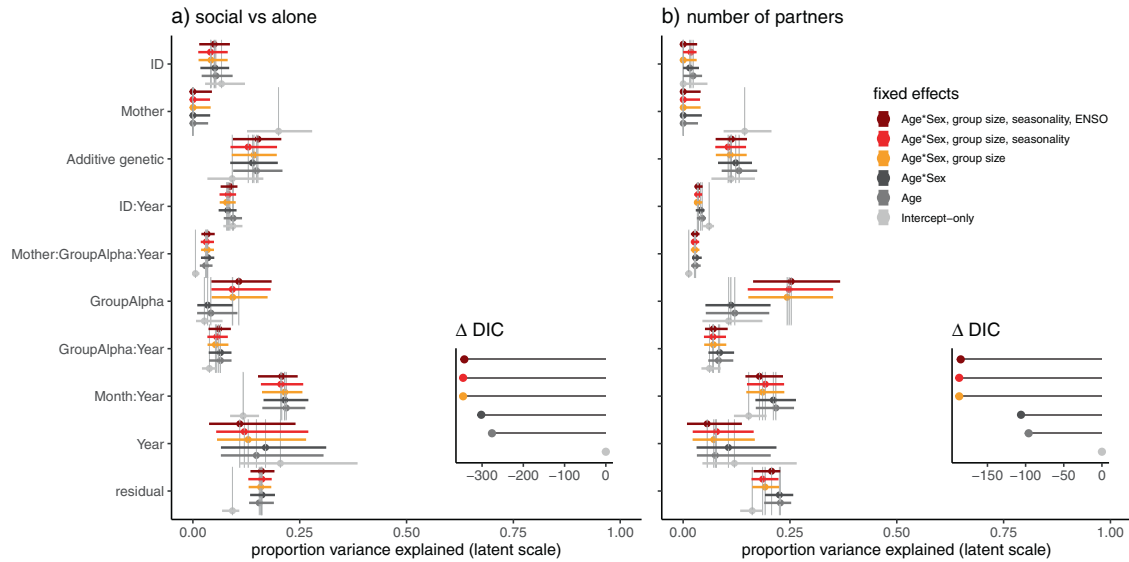 a) social vs alone
b) number of partners
ID
Mother
Additive genetic
ID:Year
Mother:GroupAlpha:Year
GroupAlpha
GroupAlpha:Year
Month:Year
Year
residual
Δ DIC
−300 −200 −100 0
0.00 0.25 0.50 0.75 1.00
proportion variance explained (latent scale)
fixed effects
Age*Sex, group size, seasonality, ENSO
Age*Sex, group size, seasonality
Age*Sex, group size
Age*Sex
Age
Intercept−only
Δ DIC
−150 −100 −50 0
0.00 0.25 0.50 0.75 1.00
proportion variance explained (latent scale)